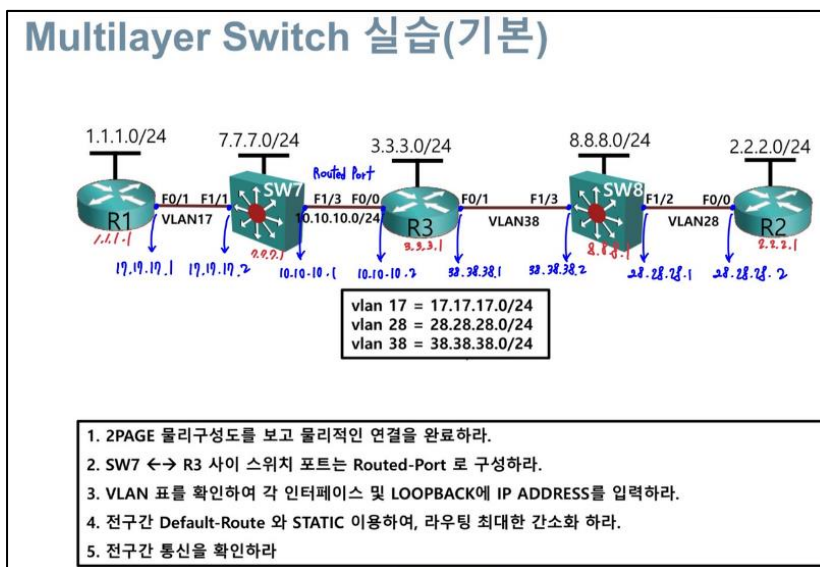 Multilayer Switch 실습(기본)
1.1.1.0/24 7.7.7.0/24 3.3.3.0/24 8.8.8.0/24 2.2.2.0/24
Routed Port
F0/1 F1/1 SW7 F1/3 F0/0 F0/1 F1/3 SW8 F1/2 F0/0
R1 VLAN17 10.10.10.0/24 R3 VLAN38 VLAN28 R2
1.1.1.1 7.7.7.1 3.3.3.1 8.8.8.1 2.2.2.1
17.17.17.1 17.17.17.2 10.10.10.1 10.10.10.2 38.38.38.1 38.38.38.2 28.28.28.1 28.28.28.2
vlan 17 = 17.17.17.0/24
vlan 28 = 28.28.28.0/24
vlan 38 = 38.38.38.0/24
1. 2PAGE 물리구성도를 보고 물리적인 연결을 완료하라.
2. SW7 ←→ R3 사이 스위치 포트는 Routed-Port 로 구성하라.
3. VLAN 표를 확인하여 각 인터페이스 및 LOOPBACK에 IP ADDRESS를 입력하라.
4. 전구간 Default-Route 와 STATIC 이용하여, 라우팅 최대한 간소화 하라.
5. 전구간 통신을 확인하라